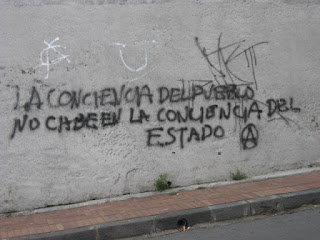 LA CONCIENCIA DEL PUEBLO
NO CABE EN LA CONCIENCIA DEL
ESTADO